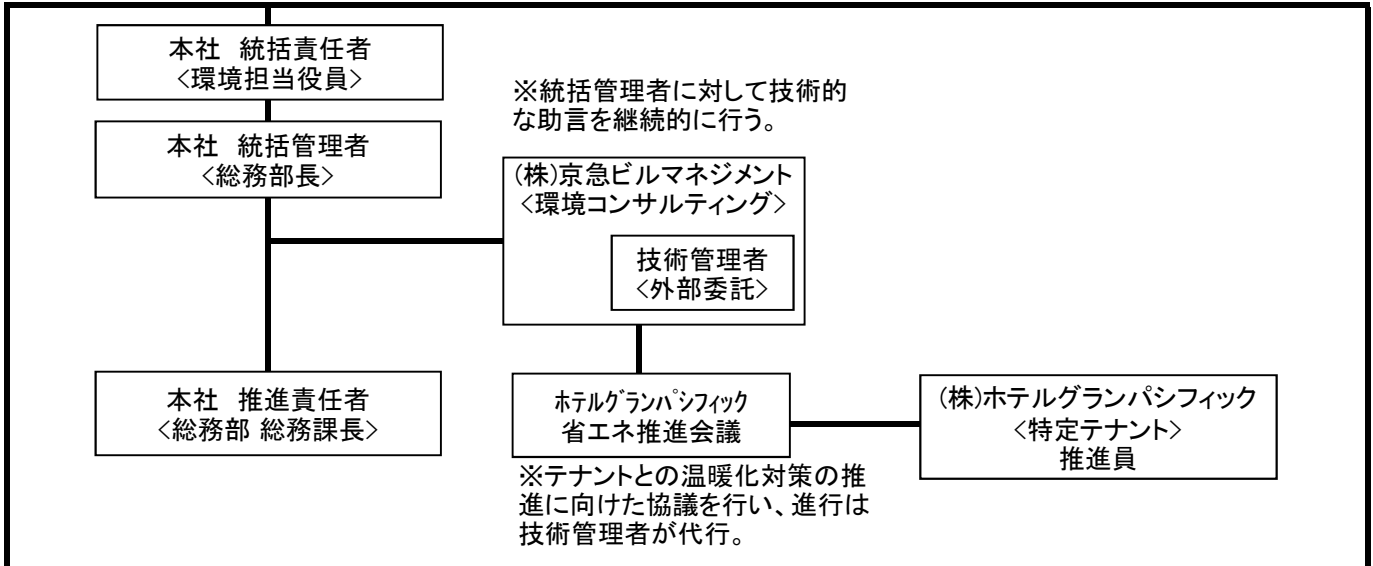 本社 統括責任者
<環境担当役員>
※統括管理者に対して技術的
な助言を継続的に行う。
本社 統括管理者
<総務部長>
(株)京急ビルマネジメント
<環境コンサルティング>
技術管理者
<外部委託>
本社 推進責任者
<総務部 総務課長>
ﾎﾃﾙｸﾞﾗﾝﾊﾟｼﾌｨｯｸ
省エネ推進会議
(株)ホテルグランパシフィック
<特定テナント>
推進員
※テナントとの温暖化対策の推
進に向けた協議を行い、進行は
技術管理者が代行。